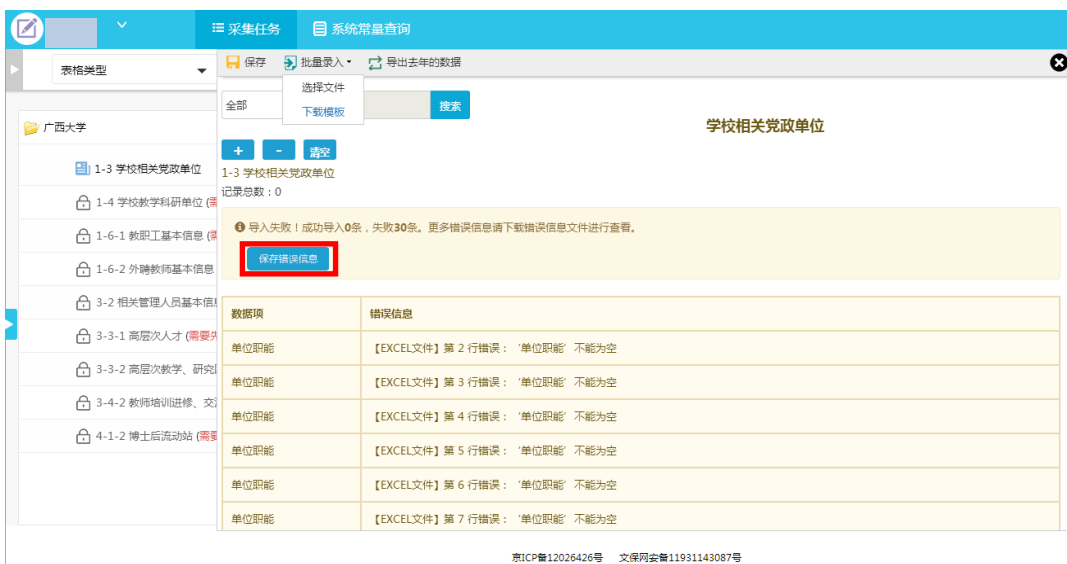 采集任务 系统常量查询
表格类型
保存 批量录入 导出去年的数据
选择文件
下载模板
全部 搜索
学校相关党政单位
广西大学
1-3 学校相关党政单位
1-4 学校教学科研单位 (需
1-6-1 教职工基本信息 (需
1-6-2 外聘教师基本信息
3-2 相关管理人员基本信息
3-3-1 高层次人才 (需要先
3-3-2 高层次教学、研究
3-4-2 教师培训进修、交
4-1-2 博士后流动站 (需要
+ - 清空
1-3 学校相关党政单位
记录总数：0
导入失败！成功导入0条，失败30条。更多错误信息请下载错误信息文件进行查看。
保存错误信息
数据项 错误信息
单位职能 【EXCEL文件】第 2 行错误：‘单位职能’不能为空
单位职能 【EXCEL文件】第 3 行错误：‘单位职能’不能为空
单位职能 【EXCEL文件】第 4 行错误：‘单位职能’不能为空
单位职能 【EXCEL文件】第 5 行错误：‘单位职能’不能为空
单位职能 【EXCEL文件】第 6 行错误：‘单位职能’不能为空
单位职能 【EXCEL文件】第 7 行错误：‘单位职能’不能为空
京ICP备12026426号 文保网安备11931143087号